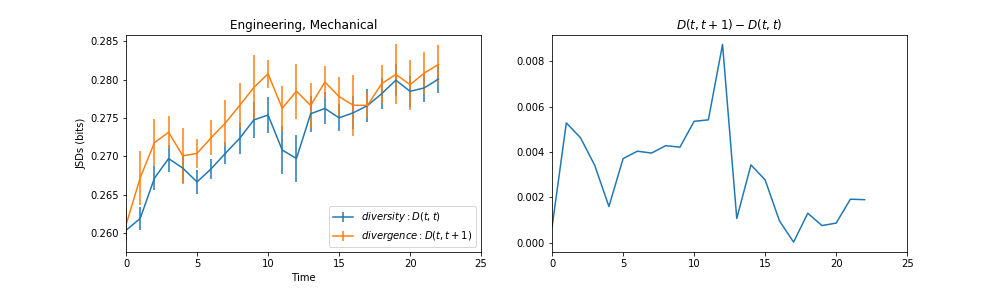 Engineering, Mechanical
JSDs (bits)
0.285
0.280
0.275
0.270
0.265
0.260
0 5 10 15 20 25
Time
diversity: D(t, t)
divergence: D(t, t+1)
D(t, t+1) − D(t, t)
0.008
0.006
0.004
0.002
0.000
0 5 10 15 20 25